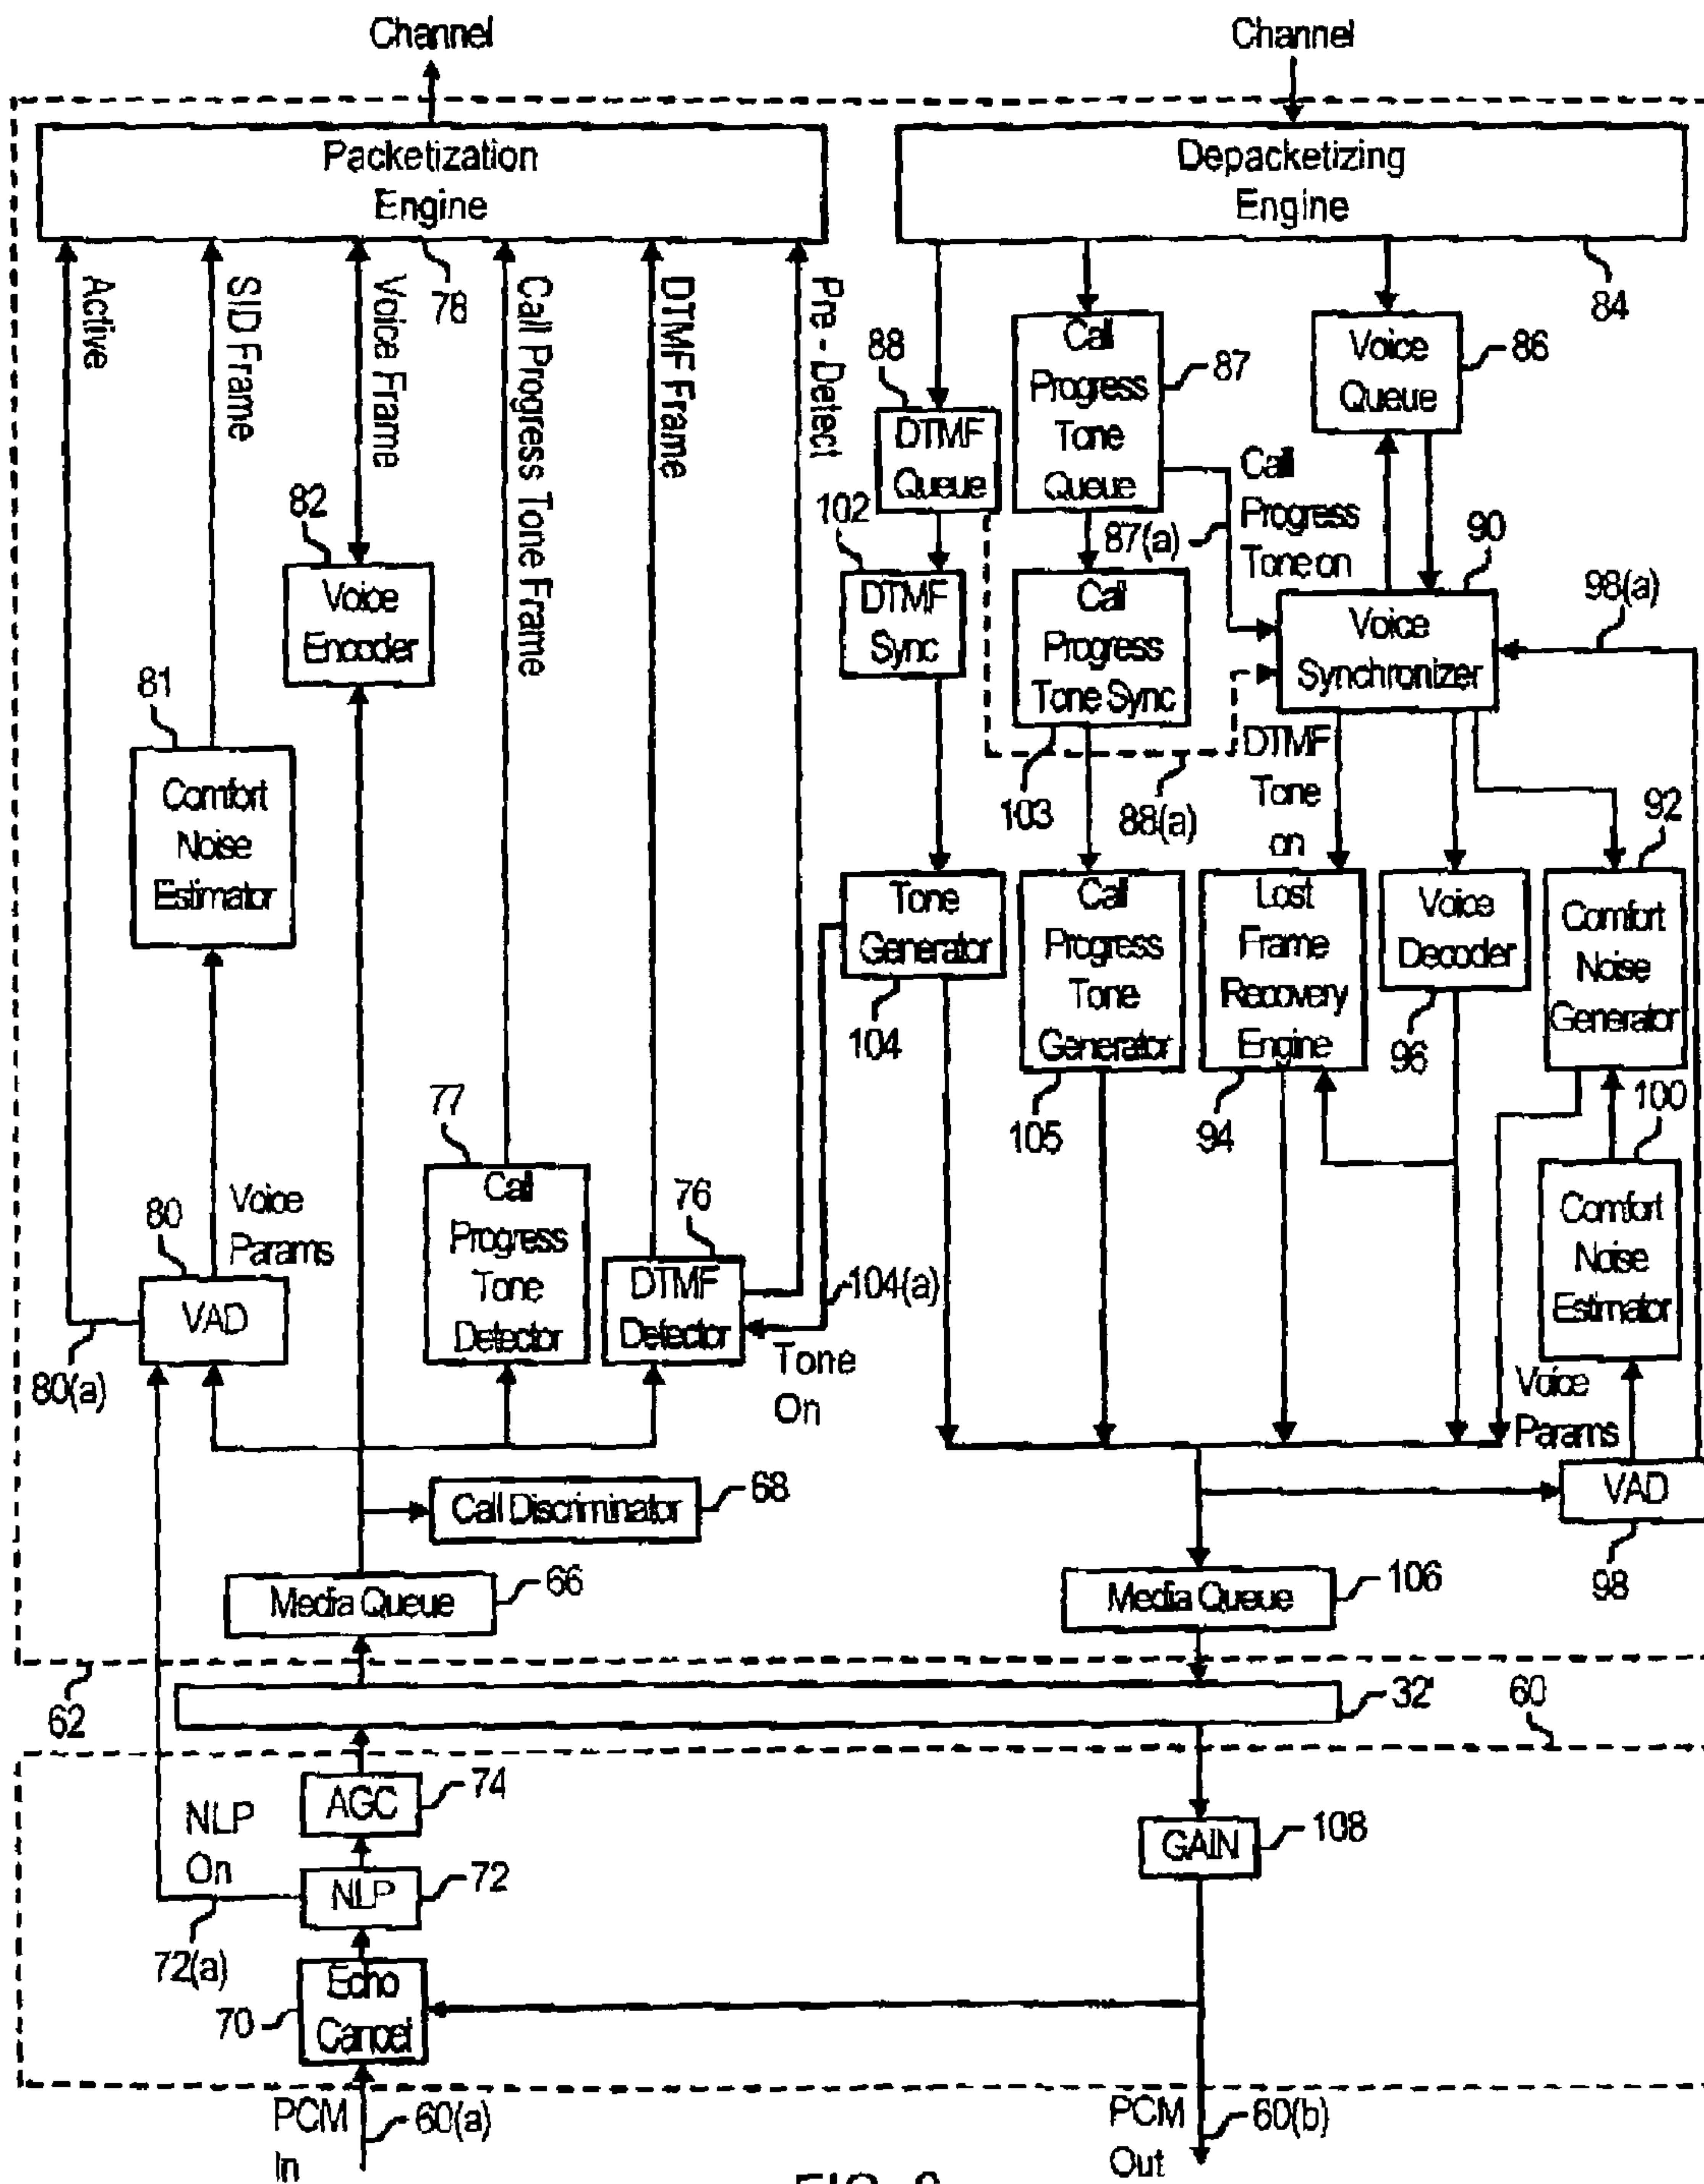 Channel
Channel
Packetization
Engine
Depacketizing
Engine
Active
SID Frame
Voice Frame
78
Call Progress Tone Frame
DTMF Frame
Pre - Detect
84
88
Call
Progress
Tone
Queue
87
Voice
Queue
86
DTMF
Queue
82
102
87(a)
Call
Progress
Tone on
90
98(a)
Voice
Encoder
DTMF
Sync
Call
Progress
Tone Sync
Voice
Synchronizer
81
Comfort
Noise
Estimator
103
88(a)
DTMF
Tone
on
92
Tone
Generator
104
Call
Progress
Tone
Generator
105
Lost
Frame
Recovery
Engine
94
Voice
Decoder
96
Comfort
Noise
Generator
100
77
Call
Progress
Tone
Detector
76
DTMF
Detector
104(a)
Tone
On
80
Voice
Params
VAD
80(a)
Comfort
Noise
Estimator
Voice
Params
VAD
98
Call Discriminator
68
Media Queue
66
Media Queue
106
62
32'
60
AGC
74
NLP
On
NLP
72
72(a)
GAIN
108
Echo
Cancel
70
PCM
In
60(a)
PCM
Out
60(b)